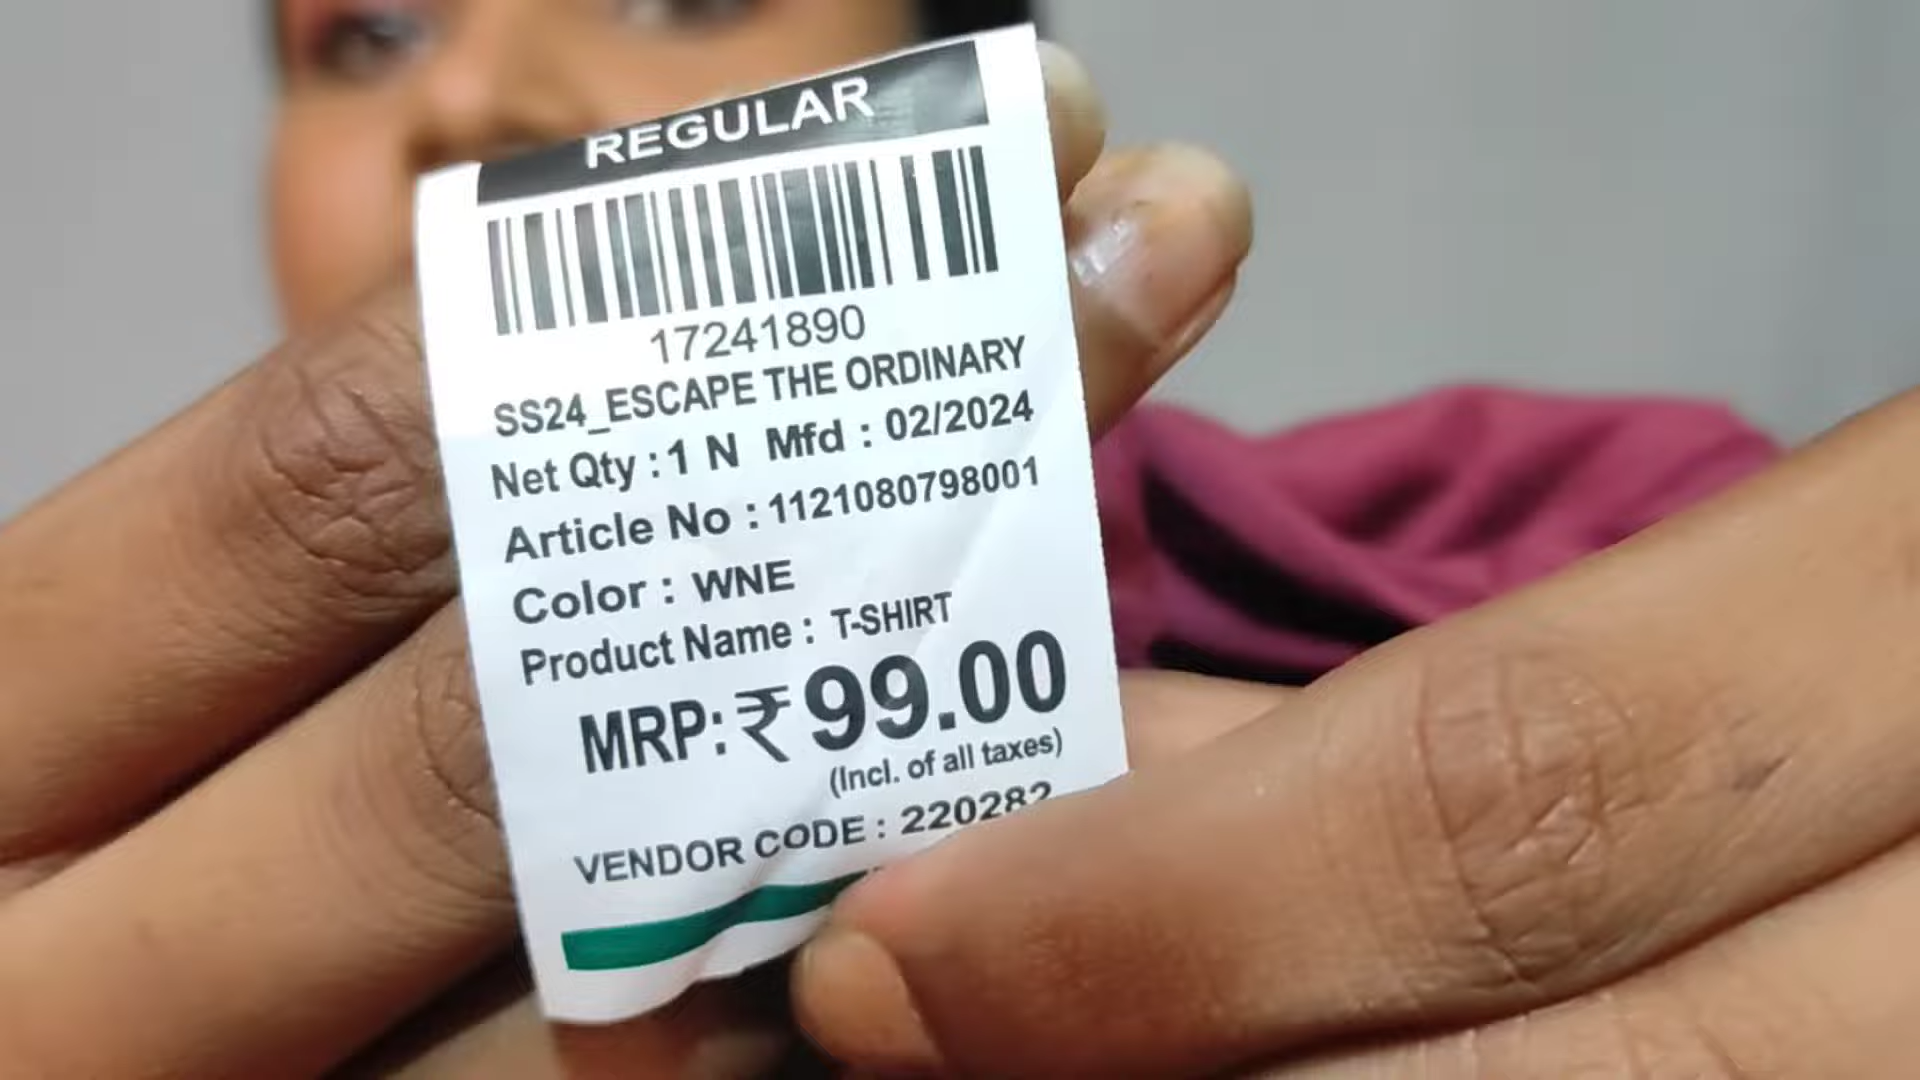 REGULAR
17241890
SS24_ESCAPE THE ORDINARY
Net Qty : 1 N Mfd : 02/2024
Article No : 1121080798001
Color : WNE
Product Name : T-SHIRT
MRP: ₹ 99.00
(Incl. of all taxes)
VENDOR CODE : 220282